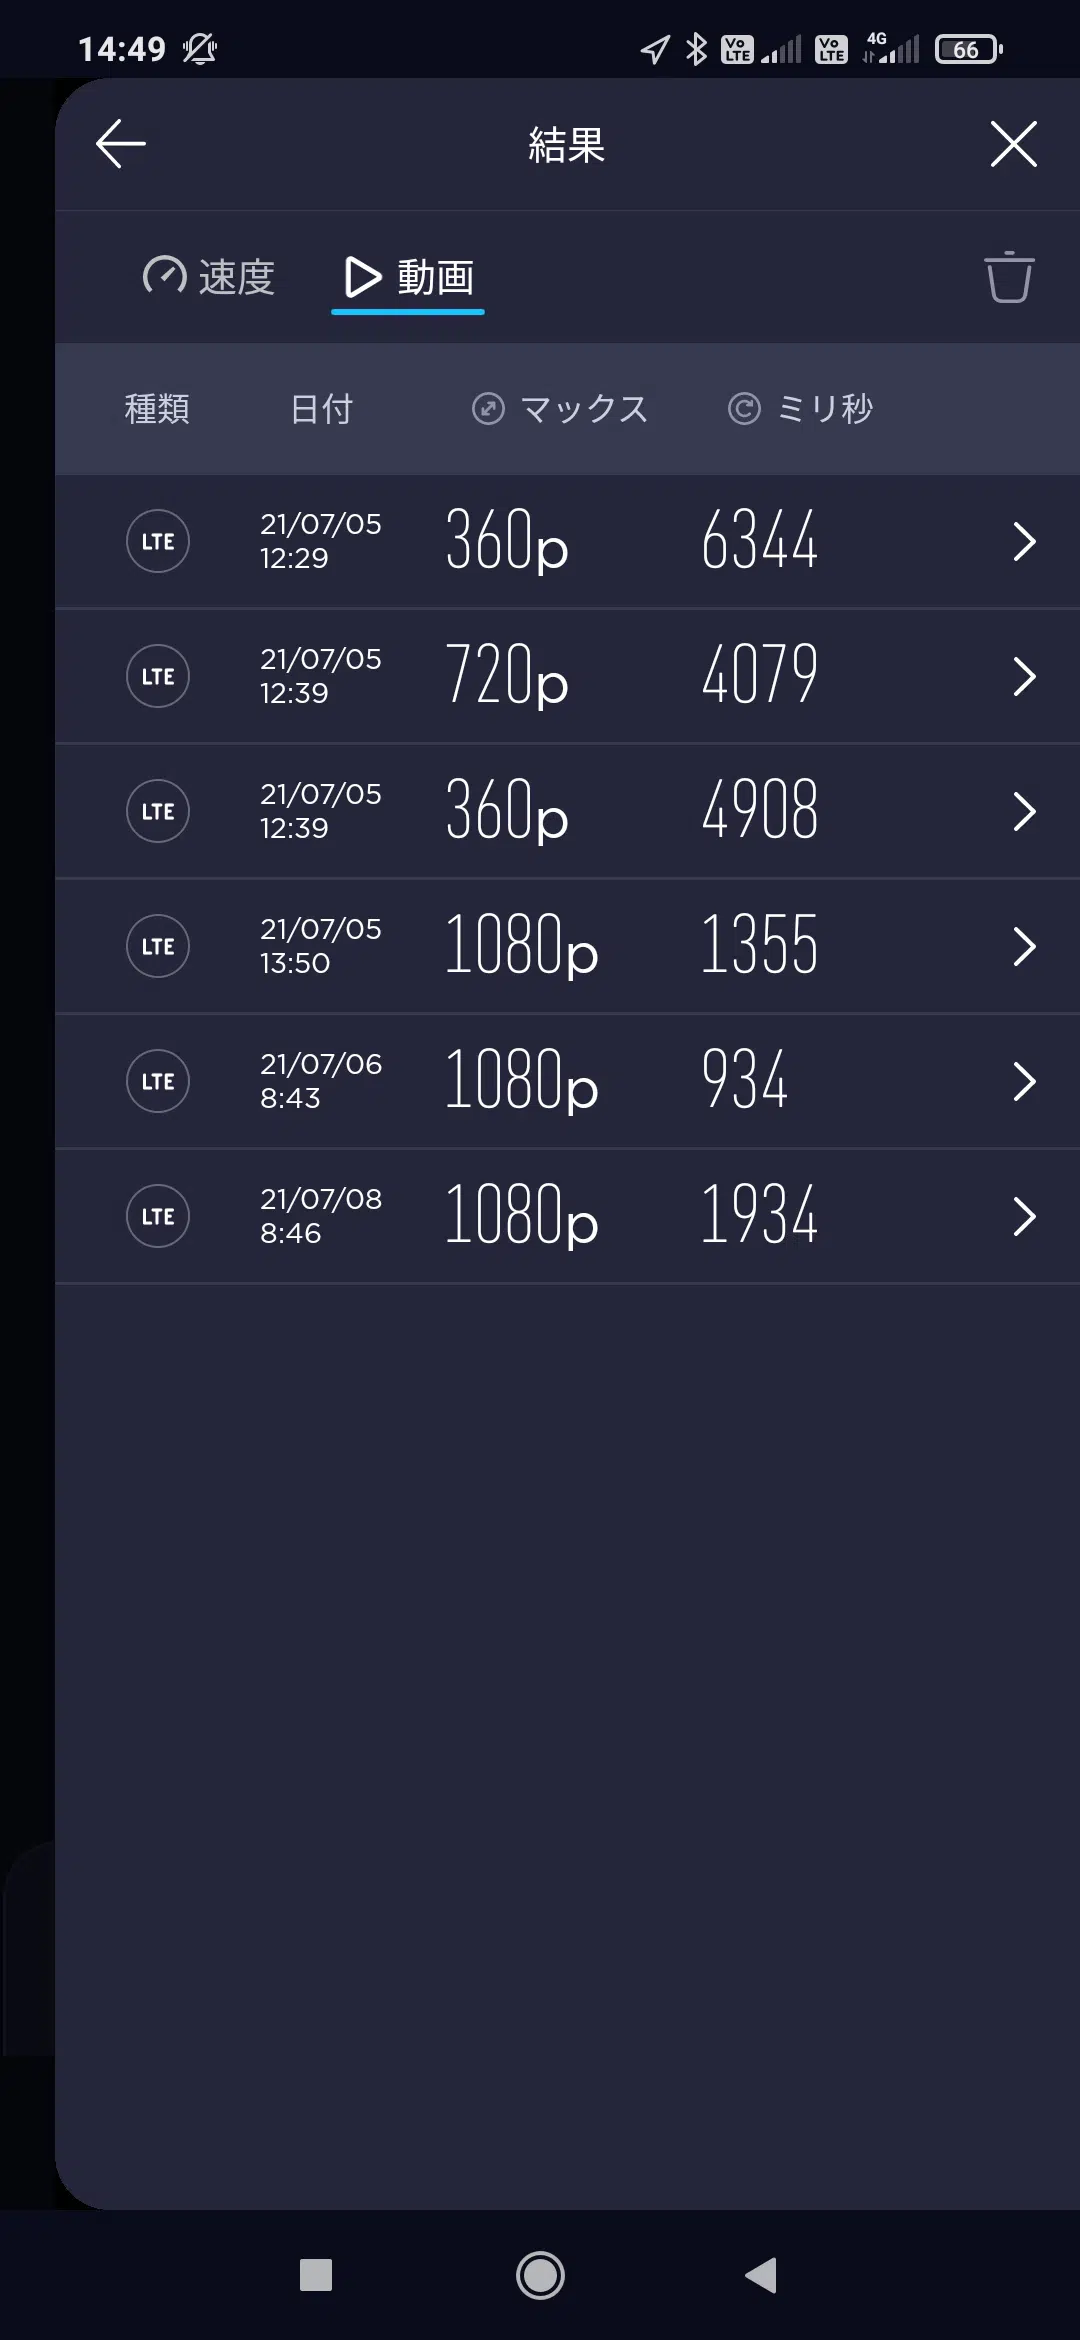 14:49
Vo LTE
Vo LTE
4G
66
結果
速度
動画
種類 日付 マックス ミリ秒
LTE 21/07/05 12:29 360p 6344
LTE 21/07/05 12:39 720p 4079
LTE 21/07/05 12:39 360p 4908
LTE 21/07/05 13:50 1080p 1355
LTE 21/07/06 8:43 1080p 934
LTE 21/07/08 8:46 1080p 1934